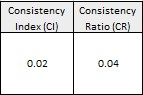 Consistency Index (CI)
Consistency Ratio (CR)
0.02
0.04